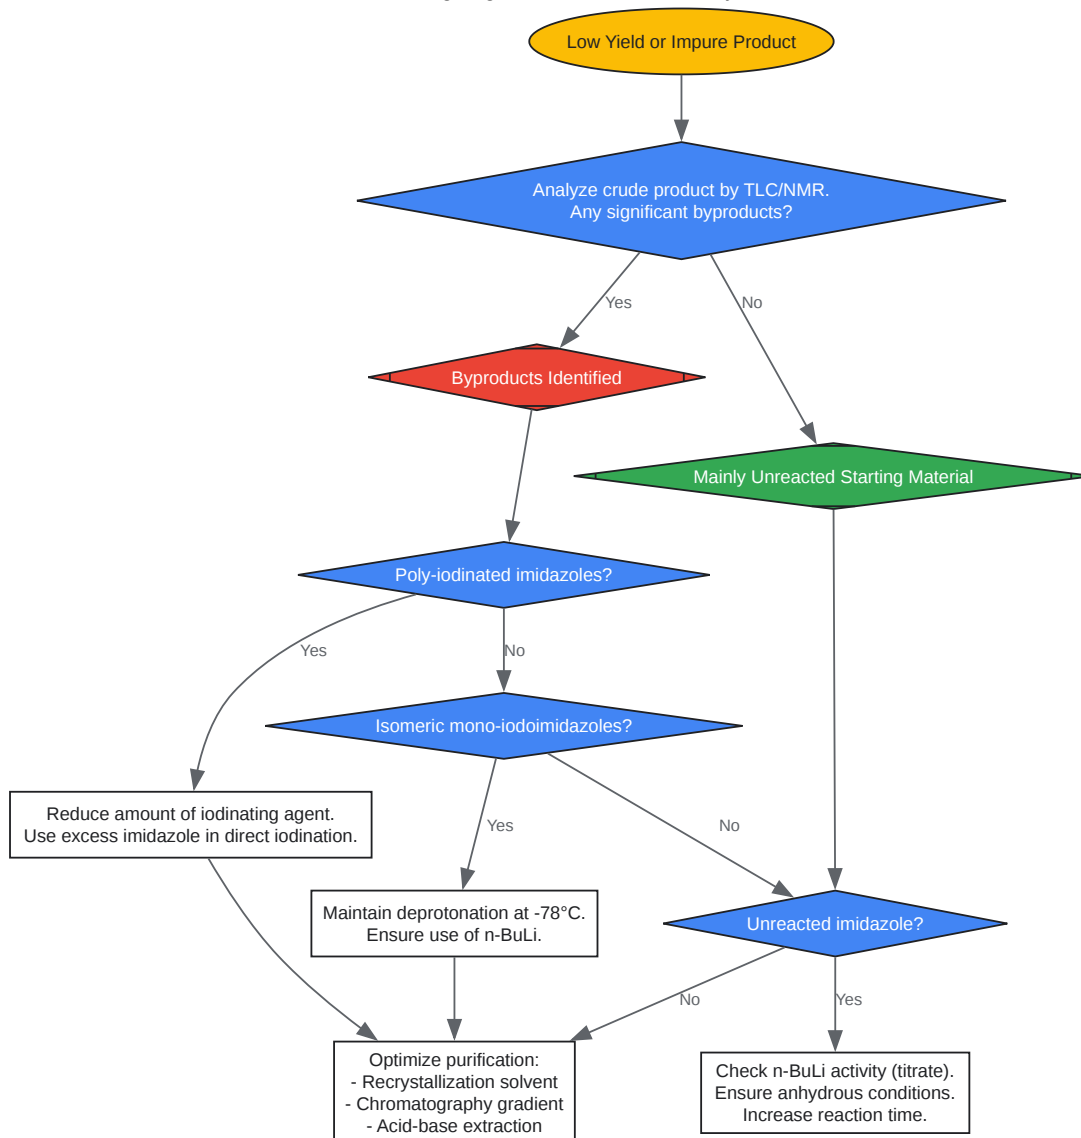 Low Yield or Impure Product
Analyze crude product by TLC/NMR.
Any significant byproducts?
Yes
No
Byproducts Identified
Mainly Unreacted Starting Material
Poly-iodinated imidazoles?
Yes
No
Isomeric mono-iodoimidazoles?
Reduce amount of iodinating agent.
Use excess imidazole in direct iodination.
Yes
No
Maintain deprotonation at -78°C.
Ensure use of n-BuLi.
Unreacted imidazole?
No
Yes
Optimize purification:
- Recrystallization solvent
- Chromatography gradient
- Acid-base extraction
Check n-BuLi activity (titrate).
Ensure anhydrous conditions.
Increase reaction time.